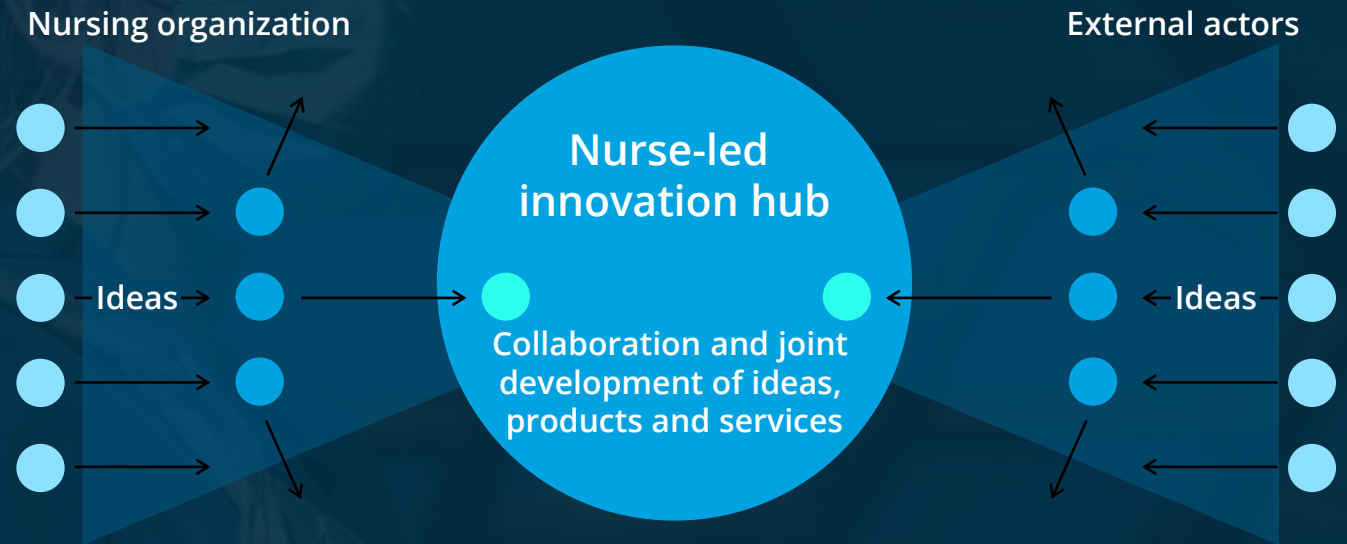 Nursing organization
External actors
Nurse-led
innovation hub
Ideas
Ideas
Collaboration and joint
development of ideas,
products and services